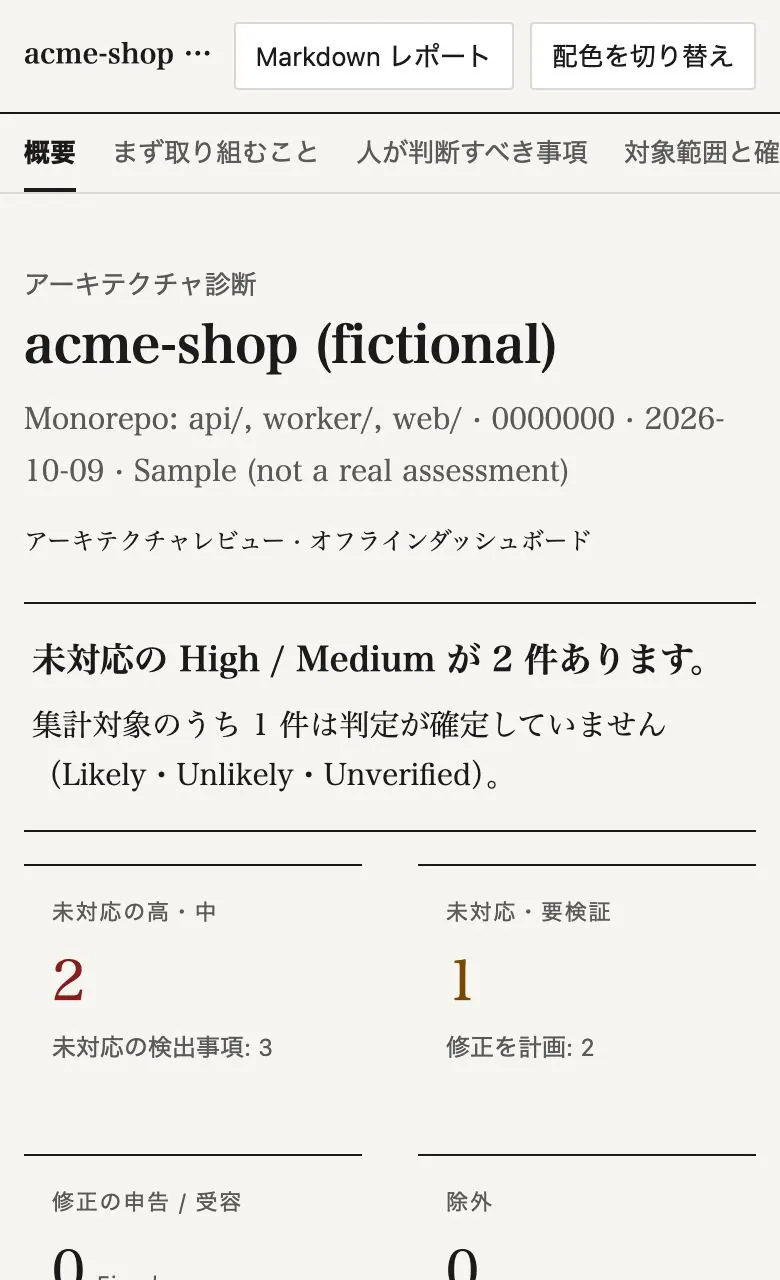 acme-shop …
Markdown レポート
配色を切り替え
概要
まず取り組むこと
人が判断すべき事項
対象範囲と確
アーキテクチャ診断
acme-shop (fictional)
Monorepo: api/, worker/, web/ · 0000000 · 2026-
10-09 · Sample (not a real assessment)
アーキテクチャレビュー · オフラインダッシュボード
未対応の High / Medium が 2 件あります。
集計対象のうち 1 件は判定が確定していません
（Likely・Unlikely・Unverified）。
未対応の高・中
2
未対応の検出事項: 3
未対応・要検証
1
修正を計画: 2
修正の申告 / 受容
0
除外
0